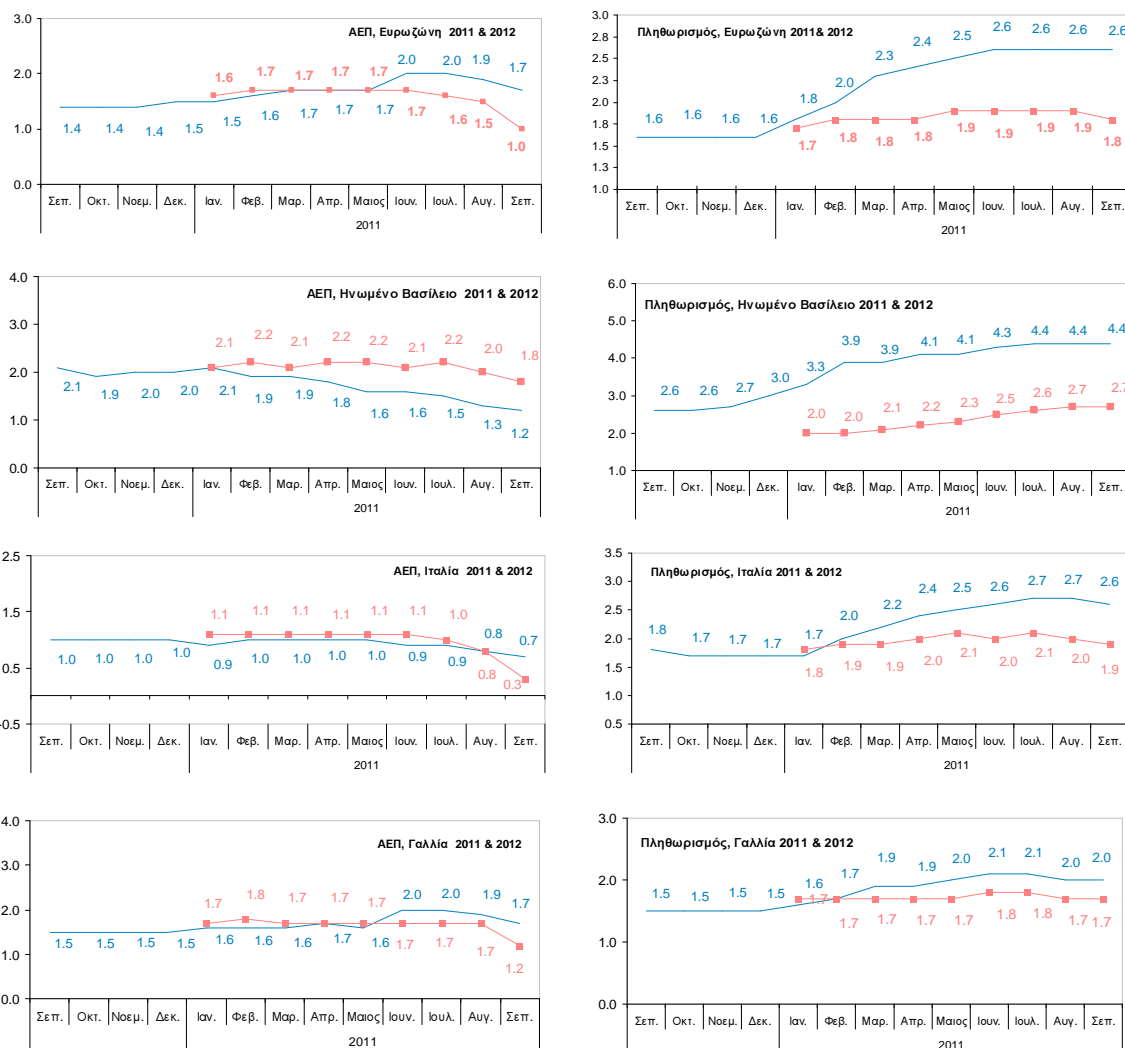 ΑΕΠ, Ευρωζώνη 2011 & 2012
3.0
2.0
1.0
0.0
1.6 1.7 1.7 1.7 1.7 2.0 2.0 1.9 1.7
1.4 1.4 1.4 1.5 1.5 1.6 1.7 1.7 1.7 1.7 1.6 1.5 1.0
Σεπ. Οκτ. Νοεμ. Δεκ. Ιαν. Φεβ. Μαρ. Απρ. Μαιος Ιουν. Ιουλ. Αυγ. Σεπ.
2011
Πληθωρισμός, Ευρωζώνη 2011& 2012
3.0
2.8
2.5
2.3
2.0
1.8
1.5
1.3
1.0
1.6 1.6 1.6 1.6 1.8 2.0 2.3 2.4 2.5 2.6 2.6 2.6 2.6
1.7 1.8 1.8 1.8 1.9 1.9 1.9 1.9 1.8
Σεπ. Οκτ. Νοεμ. Δεκ. Ιαν. Φεβ. Μαρ. Απρ. Μαιος Ιουν. Ιουλ. Αυγ. Σεπ.
2011
ΑΕΠ, Ηνωμένο Βασίλειο 2011 & 2012
4.0
3.0
2.0
1.0
0.0
2.1 2.2 2.1 2.2 2.2 2.1 2.2 2.0 1.8
2.1 1.9 2.0 2.0 2.1 1.9 1.9 1.8 1.6 1.6 1.5 1.3 1.2
Σεπ. Οκτ. Νοεμ. Δεκ. Ιαν. Φεβ. Μαρ. Απρ. Μαιος Ιουν. Ιουλ. Αυγ. Σεπ.
2011
Πληθωρισμός, Ηνωμένο Βασίλειο 2011 & 2012
6.0
5.0
4.0
3.0
2.0
1.0
2.6 2.6 2.7 3.0 3.3 3.9 3.9 4.1 4.1 4.3 4.4 4.4 4.4
2.0 2.0 2.1 2.2 2.3 2.5 2.6 2.7 2.7
Σεπ. Οκτ. Νοεμ. Δεκ. Ιαν. Φεβ. Μαρ. Απρ. Μαιος Ιουν. Ιουλ. Αυγ. Σεπ.
2011
ΑΕΠ, Ιταλία 2011 & 2012
2.5
1.5
0.5
-0.5
1.1 1.1 1.1 1.1 1.1 1.1 1.0 0.8 0.7
1.0 1.0 1.0 1.0 0.9 1.0 1.0 1.0 1.0 0.9 0.9 0.8 0.3
Σεπ. Οκτ. Νοεμ. Δεκ. Ιαν. Φεβ. Μαρ. Απρ. Μαιος Ιουν. Ιουλ. Αυγ. Σεπ.
2011
Πληθωρισμός, Ιταλία 2011 & 2012
3.5
3.0
2.5
2.0
1.5
1.0
0.5
1.8 1.7 1.7 1.7 1.7 2.0 2.2 2.4 2.5 2.6 2.7 2.7 2.6
1.8 1.9 1.9 2.0 2.1 2.0 2.1 2.0 1.9
Σεπ. Οκτ. Νοεμ. Δεκ. Ιαν. Φεβ. Μαρ. Απρ. Μαιος Ιουν. Ιουλ. Αυγ. Σεπ.
2011
ΑΕΠ, Γαλλία 2011 & 2012
4.0
3.0
2.0
1.0
0.0
1.7 1.8 1.7 1.7 1.7 2.0 2.0 1.9 1.7
1.5 1.5 1.5 1.5 1.6 1.6 1.6 1.7 1.6 1.7 1.7 1.7 1.2
Σεπ. Οκτ. Νοεμ. Δεκ. Ιαν. Φεβ. Μαρ. Απρ. Μαιος Ιουν. Ιουλ. Αυγ. Σεπ.
2011
Πληθωρισμός, Γαλλία 2011 & 2012
3.0
2.0
1.0
0.0
1.5 1.5 1.5 1.5 1.6 1.7 1.9 1.9 2.0 2.1 2.1 2.0 2.0
1.7 1.7 1.7 1.7 1.7 1.8 1.8 1.7 1.7
Σεπ. Οκτ. Νοεμ. Δεκ. Ιαν. Φεβ. Μαρ. Απρ. Μαιος Ιουν. Ιουλ. Αυγ. Σεπ.
2011